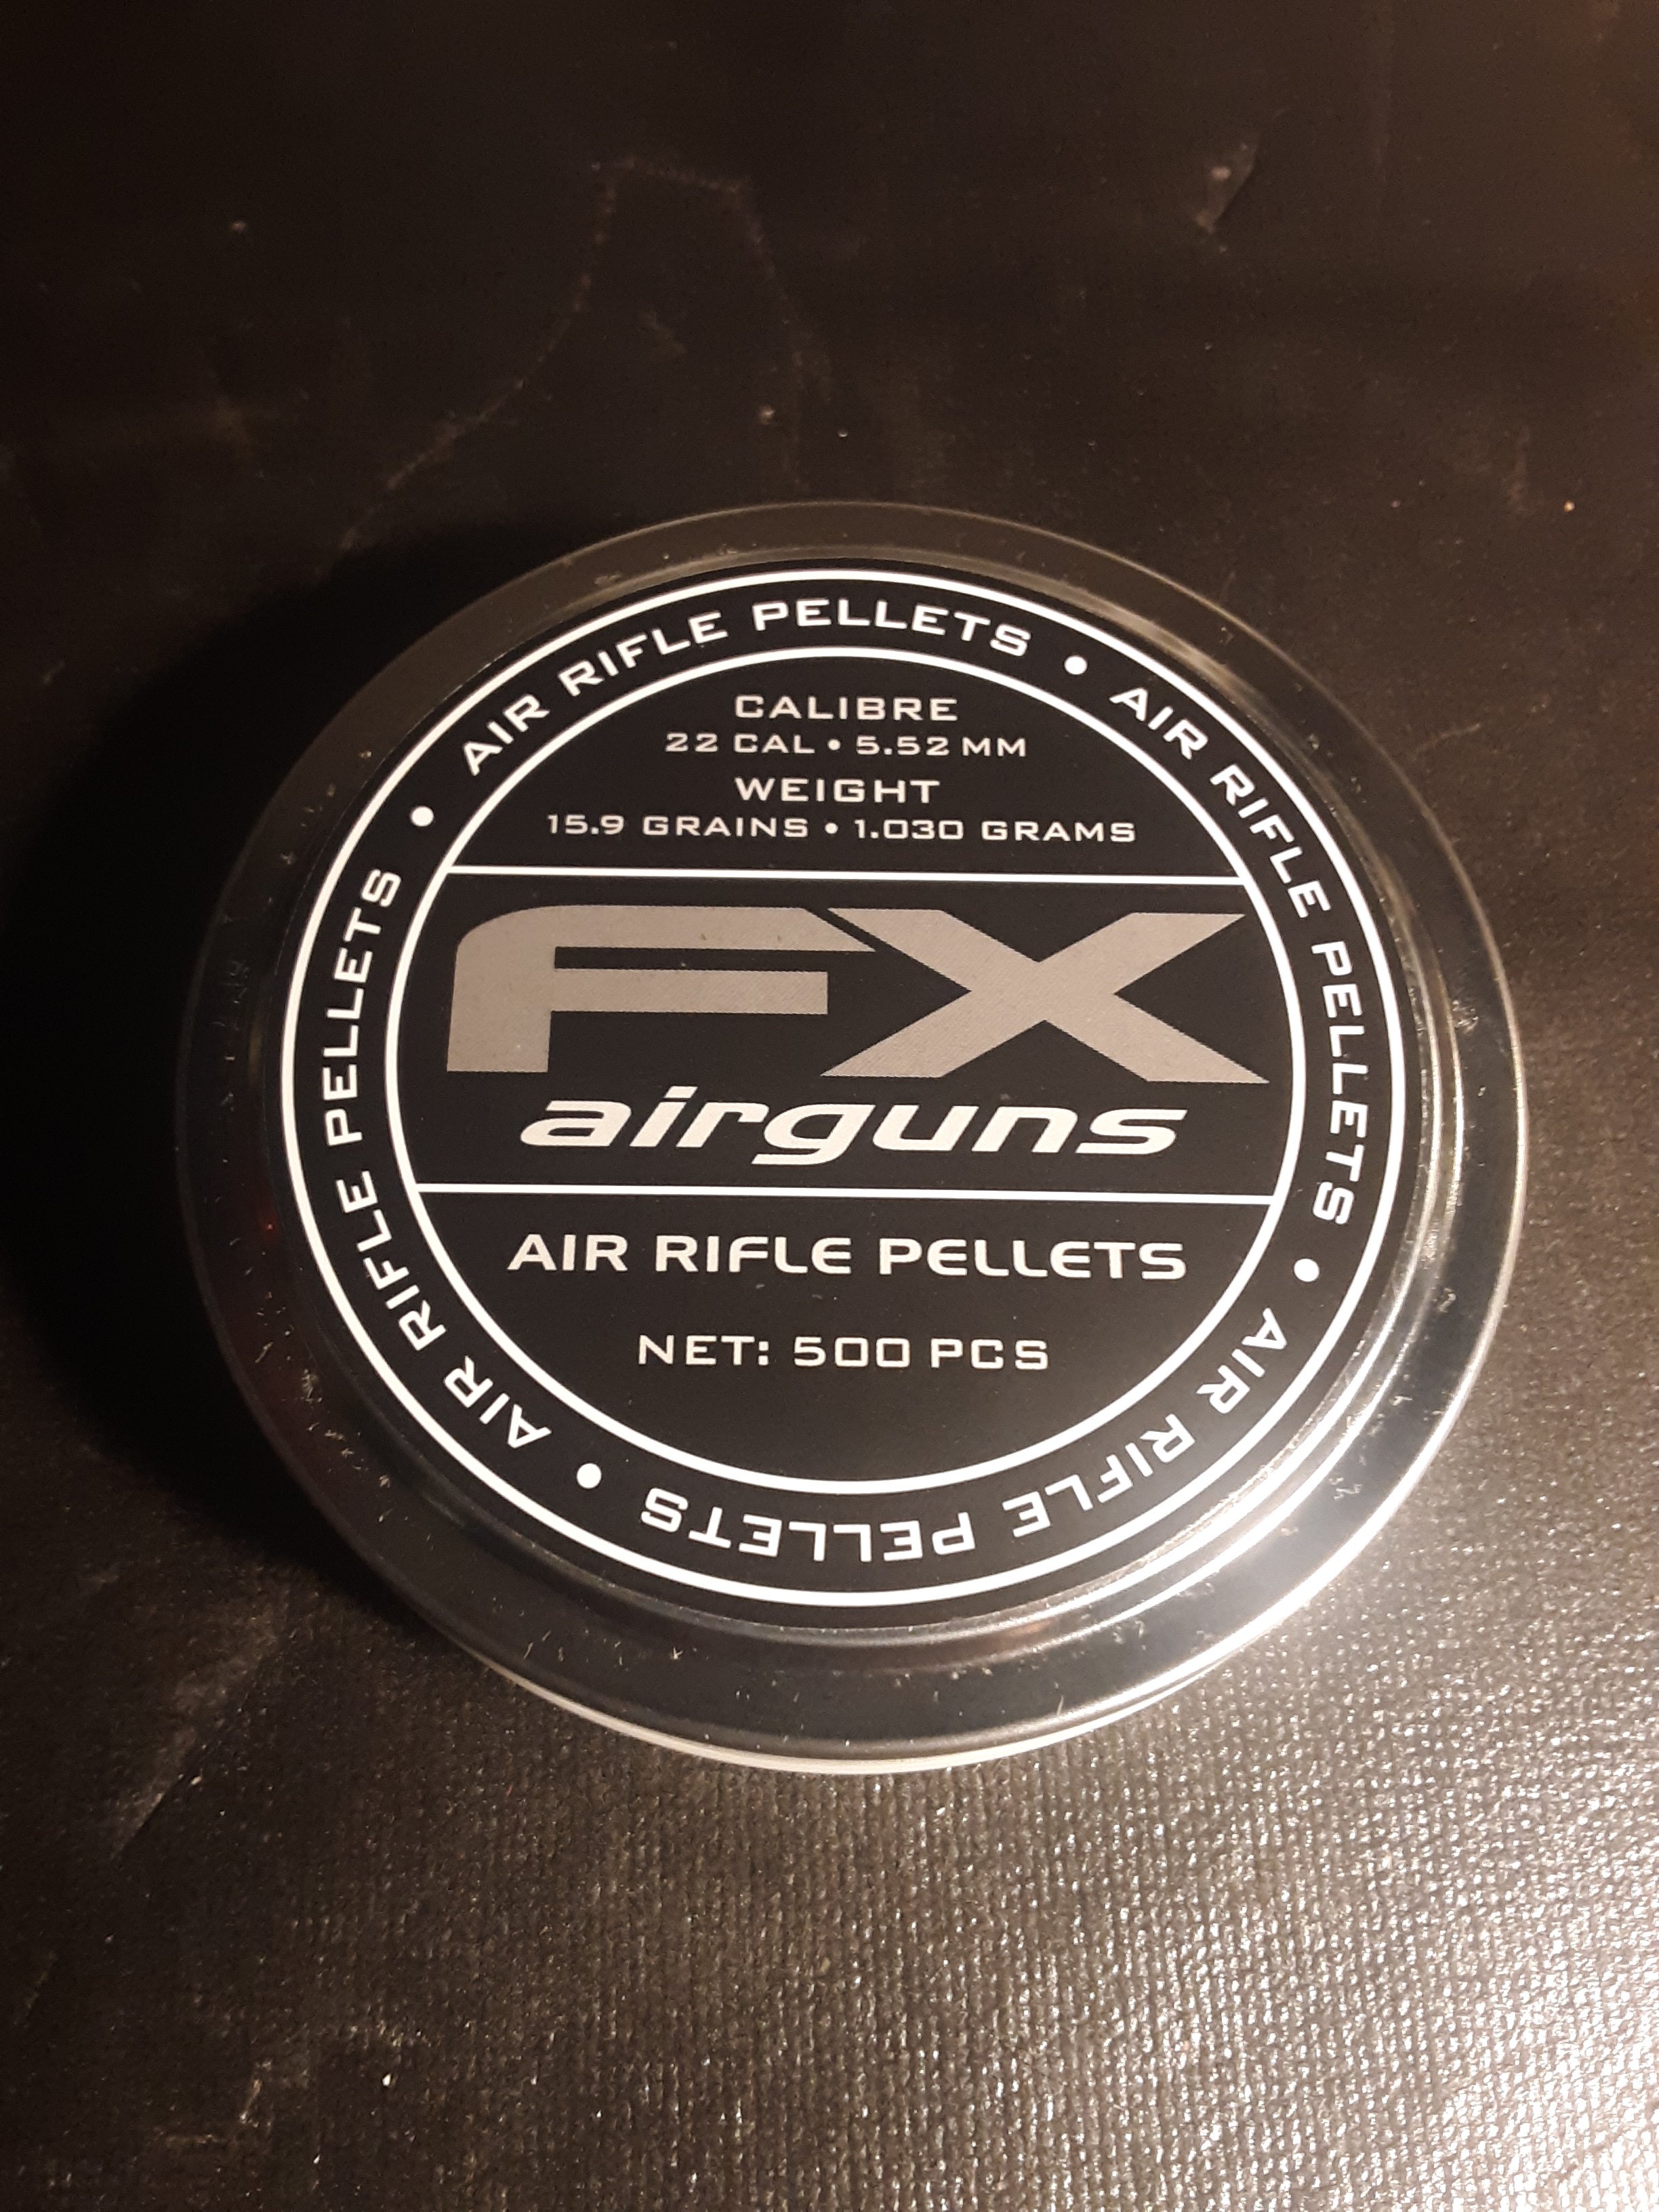 AIR RIFLE PELLETS • AIR RIFLE PELLETS • AIR RIFLE PELLETS • AIR RIFLE PELLETS •
CALIBRE
22 CAL • 5.52 MM
WEIGHT
15.9 GRAINS • 1.030 GRAMS
FX
airguns
AIR RIFLE PELLETS
NET: 500 PCS